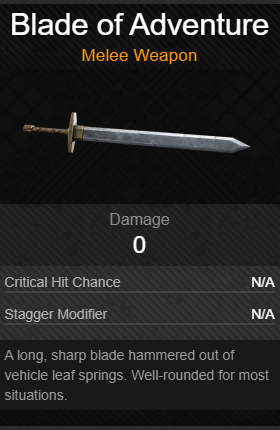 Blade of Adventure
Melee Weapon
Damage
0
Critical Hit Chance N/A
Stagger Modifier N/A
A long, sharp blade hammered out of
vehicle leaf springs. Well-rounded for most
situations.